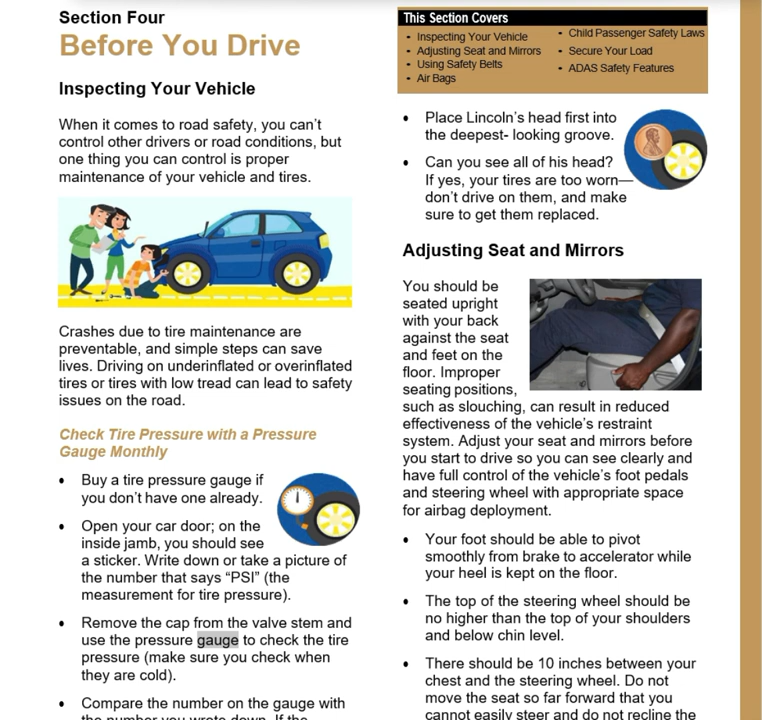 Section Four
Before You Drive
Inspecting Your Vehicle
When it comes to road safety, you can’t
control other drivers or road conditions, but
one thing you can control is proper
maintenance of your vehicle and tires.
Crashes due to tire maintenance are
preventable, and simple steps can save
lives. Driving on underinflated or overinflated
tires or tires with low tread can lead to safety
issues on the road.
Check Tire Pressure with a Pressure
Gauge Monthly
• Buy a tire pressure gauge if
you don’t have one already.
• Open your car door; on the
inside jamb, you should see
a sticker. Write down or take a picture of
the number that says “PSI” (the
measurement for tire pressure).
• Remove the cap from the valve stem and
use the pressure gauge to check the tire
pressure (make sure you check when
they are cold).
• Compare the number on the gauge with
the number you wrote down. If the
This Section Covers
• Inspecting Your Vehicle
• Adjusting Seat and Mirrors
• Using Safety Belts
• Air Bags
• Child Passenger Safety Laws
• Secure Your Load
• ADAS Safety Features
• Place Lincoln’s head first into
the deepest- looking groove.
• Can you see all of his head?
If yes, your tires are too worn—
don’t drive on them, and make
sure to get them replaced.
Adjusting Seat and Mirrors
You should be
seated upright
with your back
against the seat
and feet on the
floor. Improper
seating positions,
such as slouching, can result in reduced
effectiveness of the vehicle’s restraint
system. Adjust your seat and mirrors before
you start to drive so you can see clearly and
have full control of the vehicle’s foot pedals
and steering wheel with appropriate space
for airbag deployment.
• Your foot should be able to pivot
smoothly from brake to accelerator while
your heel is kept on the floor.
• The top of the steering wheel should be
no higher than the top of your shoulders
and below chin level.
• There should be 10 inches between your
chest and the steering wheel. Do not
move the seat so far forward that you
cannot easily steer and do not recline the